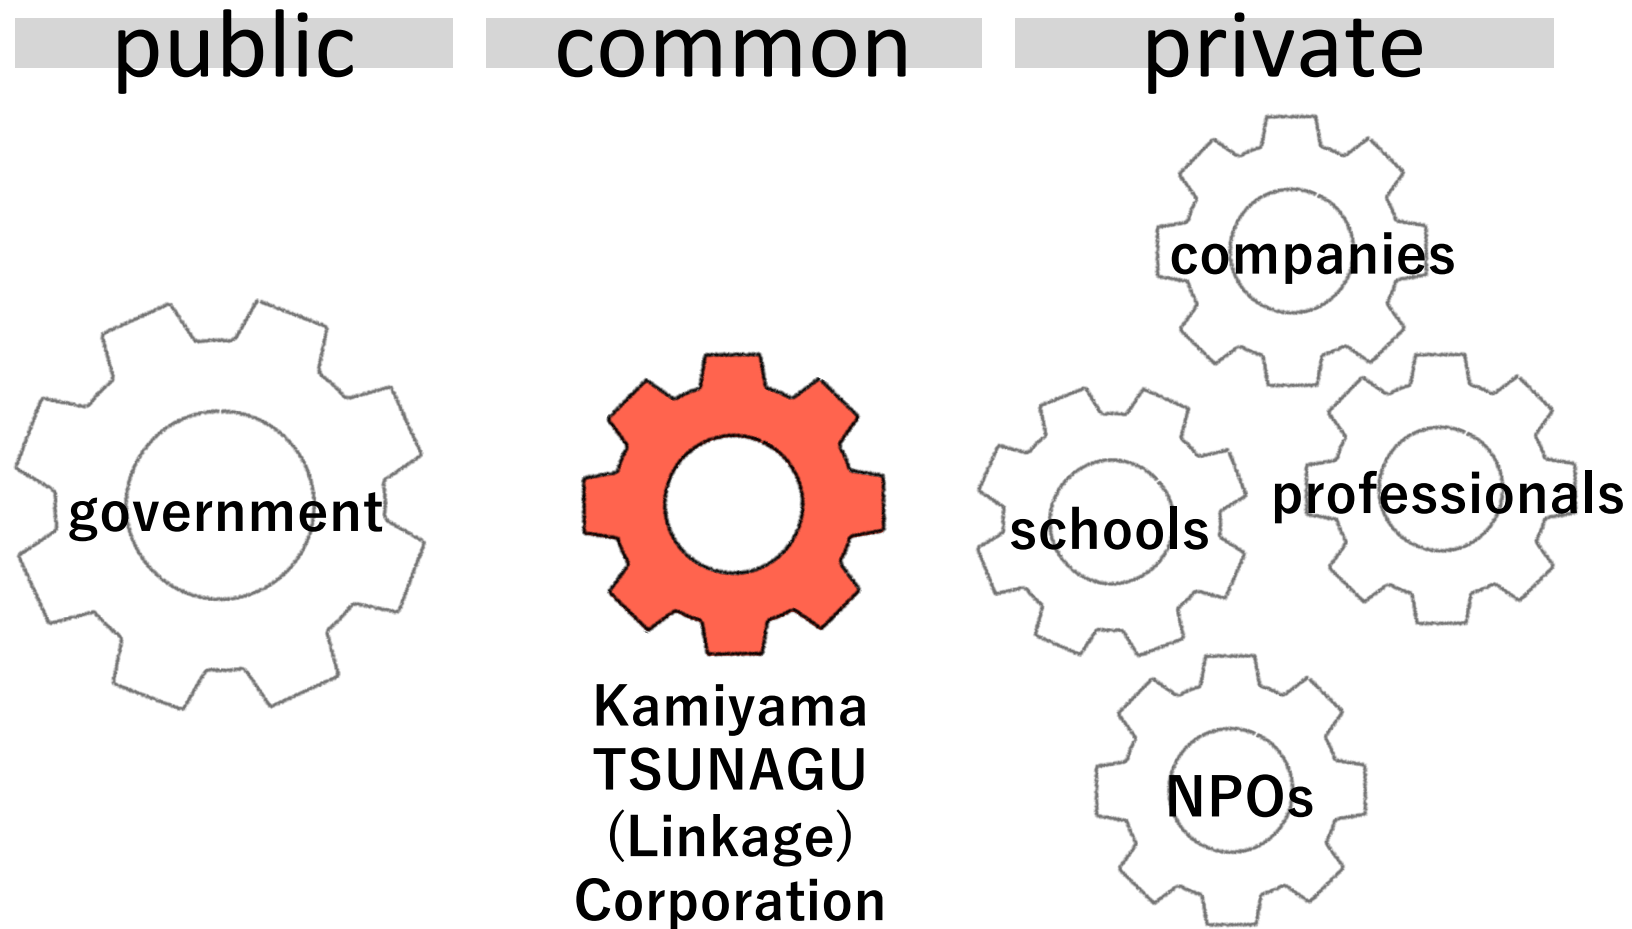 public
common
private
companies
government
schools
professionals
Kamiyama
TSUNAGU
(Linkage)
Corporation
NPOs